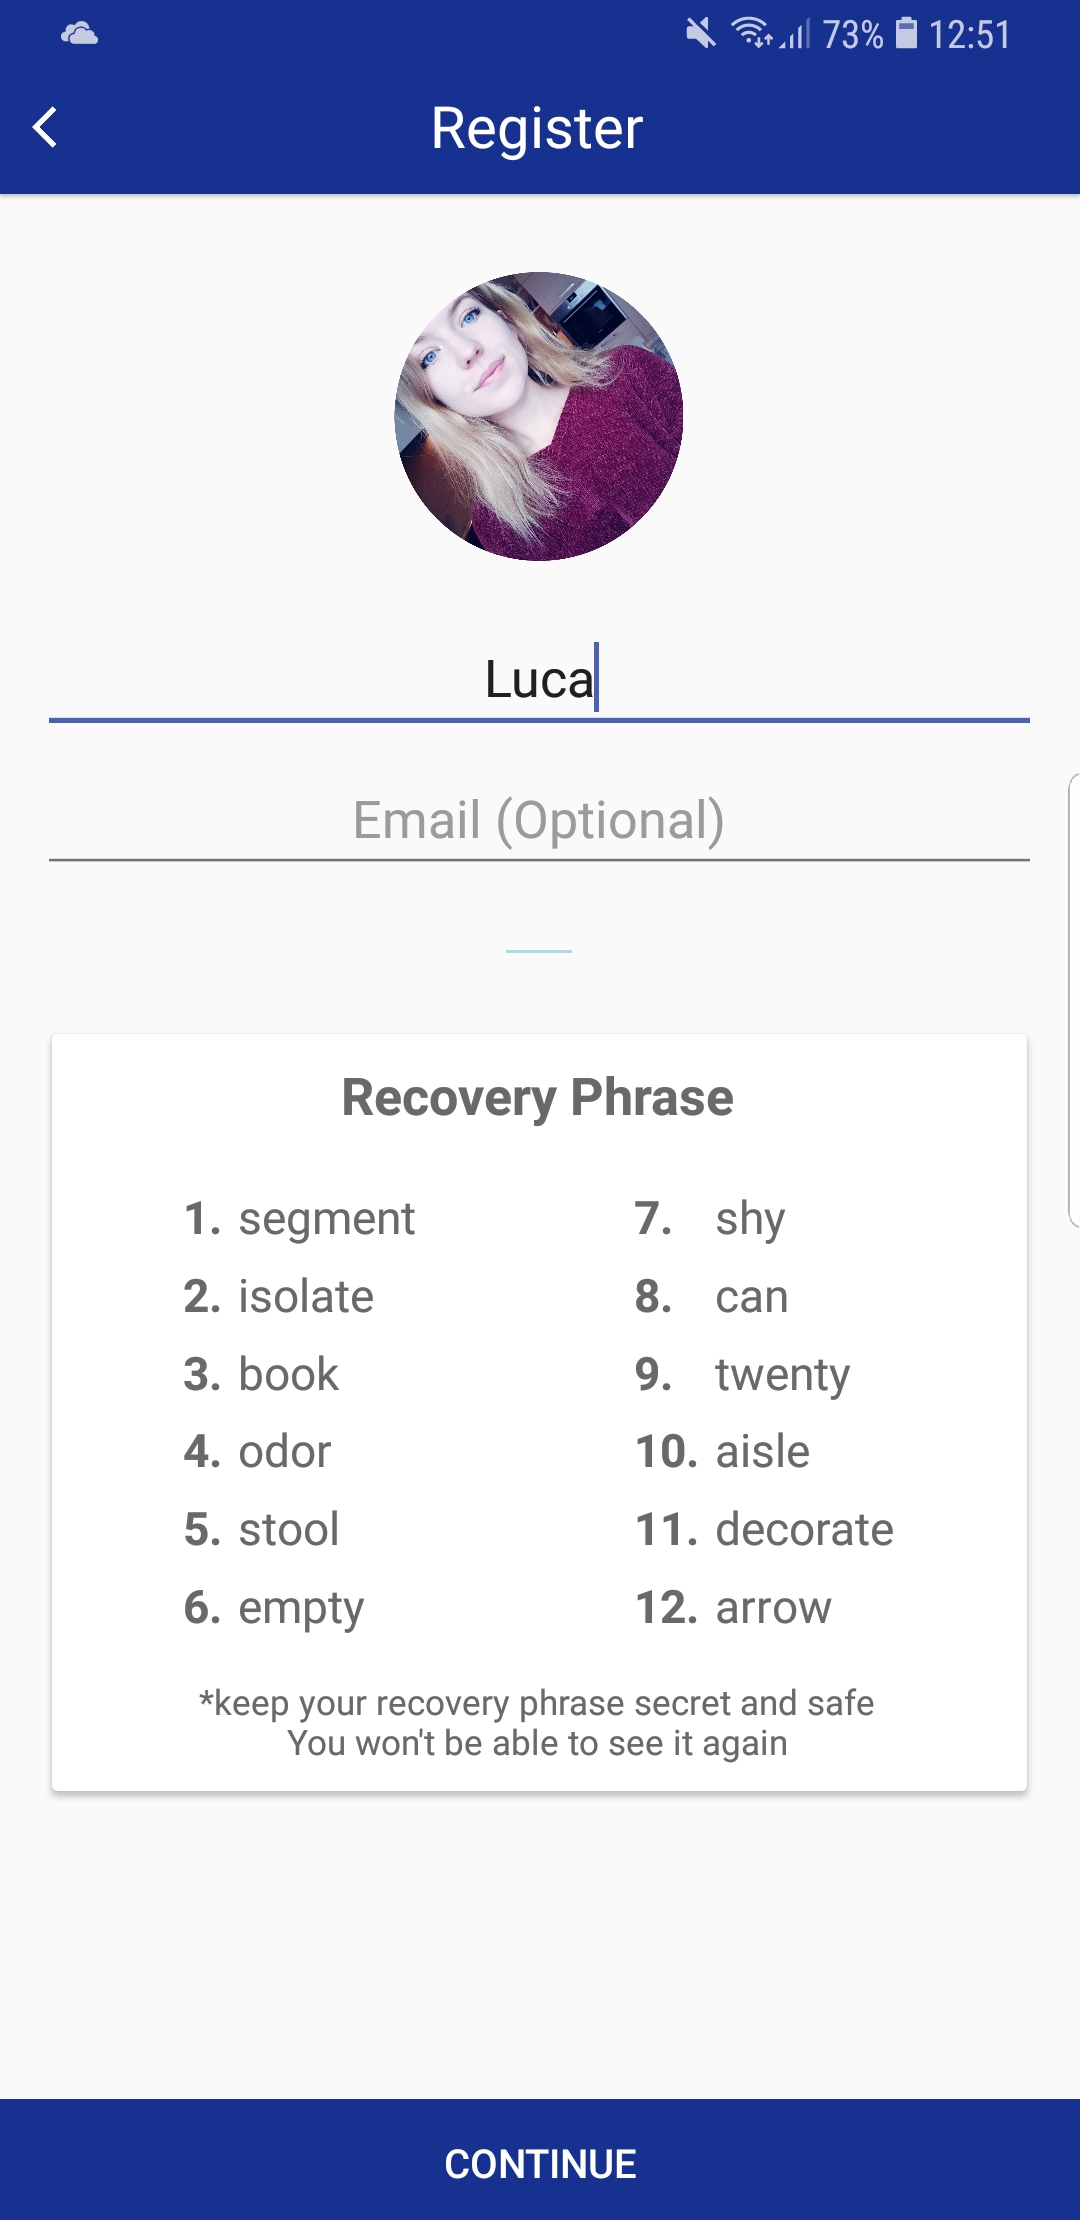 73% 12:51
Register
Luca
Email (Optional)
Recovery Phrase
1. segment
2. isolate
3. book
4. odor
5. stool
6. empty
7. shy
8. can
9. twenty
10. aisle
11. decorate
12. arrow
*keep your recovery phrase secret and safe
You won't be able to see it again
CONTINUE